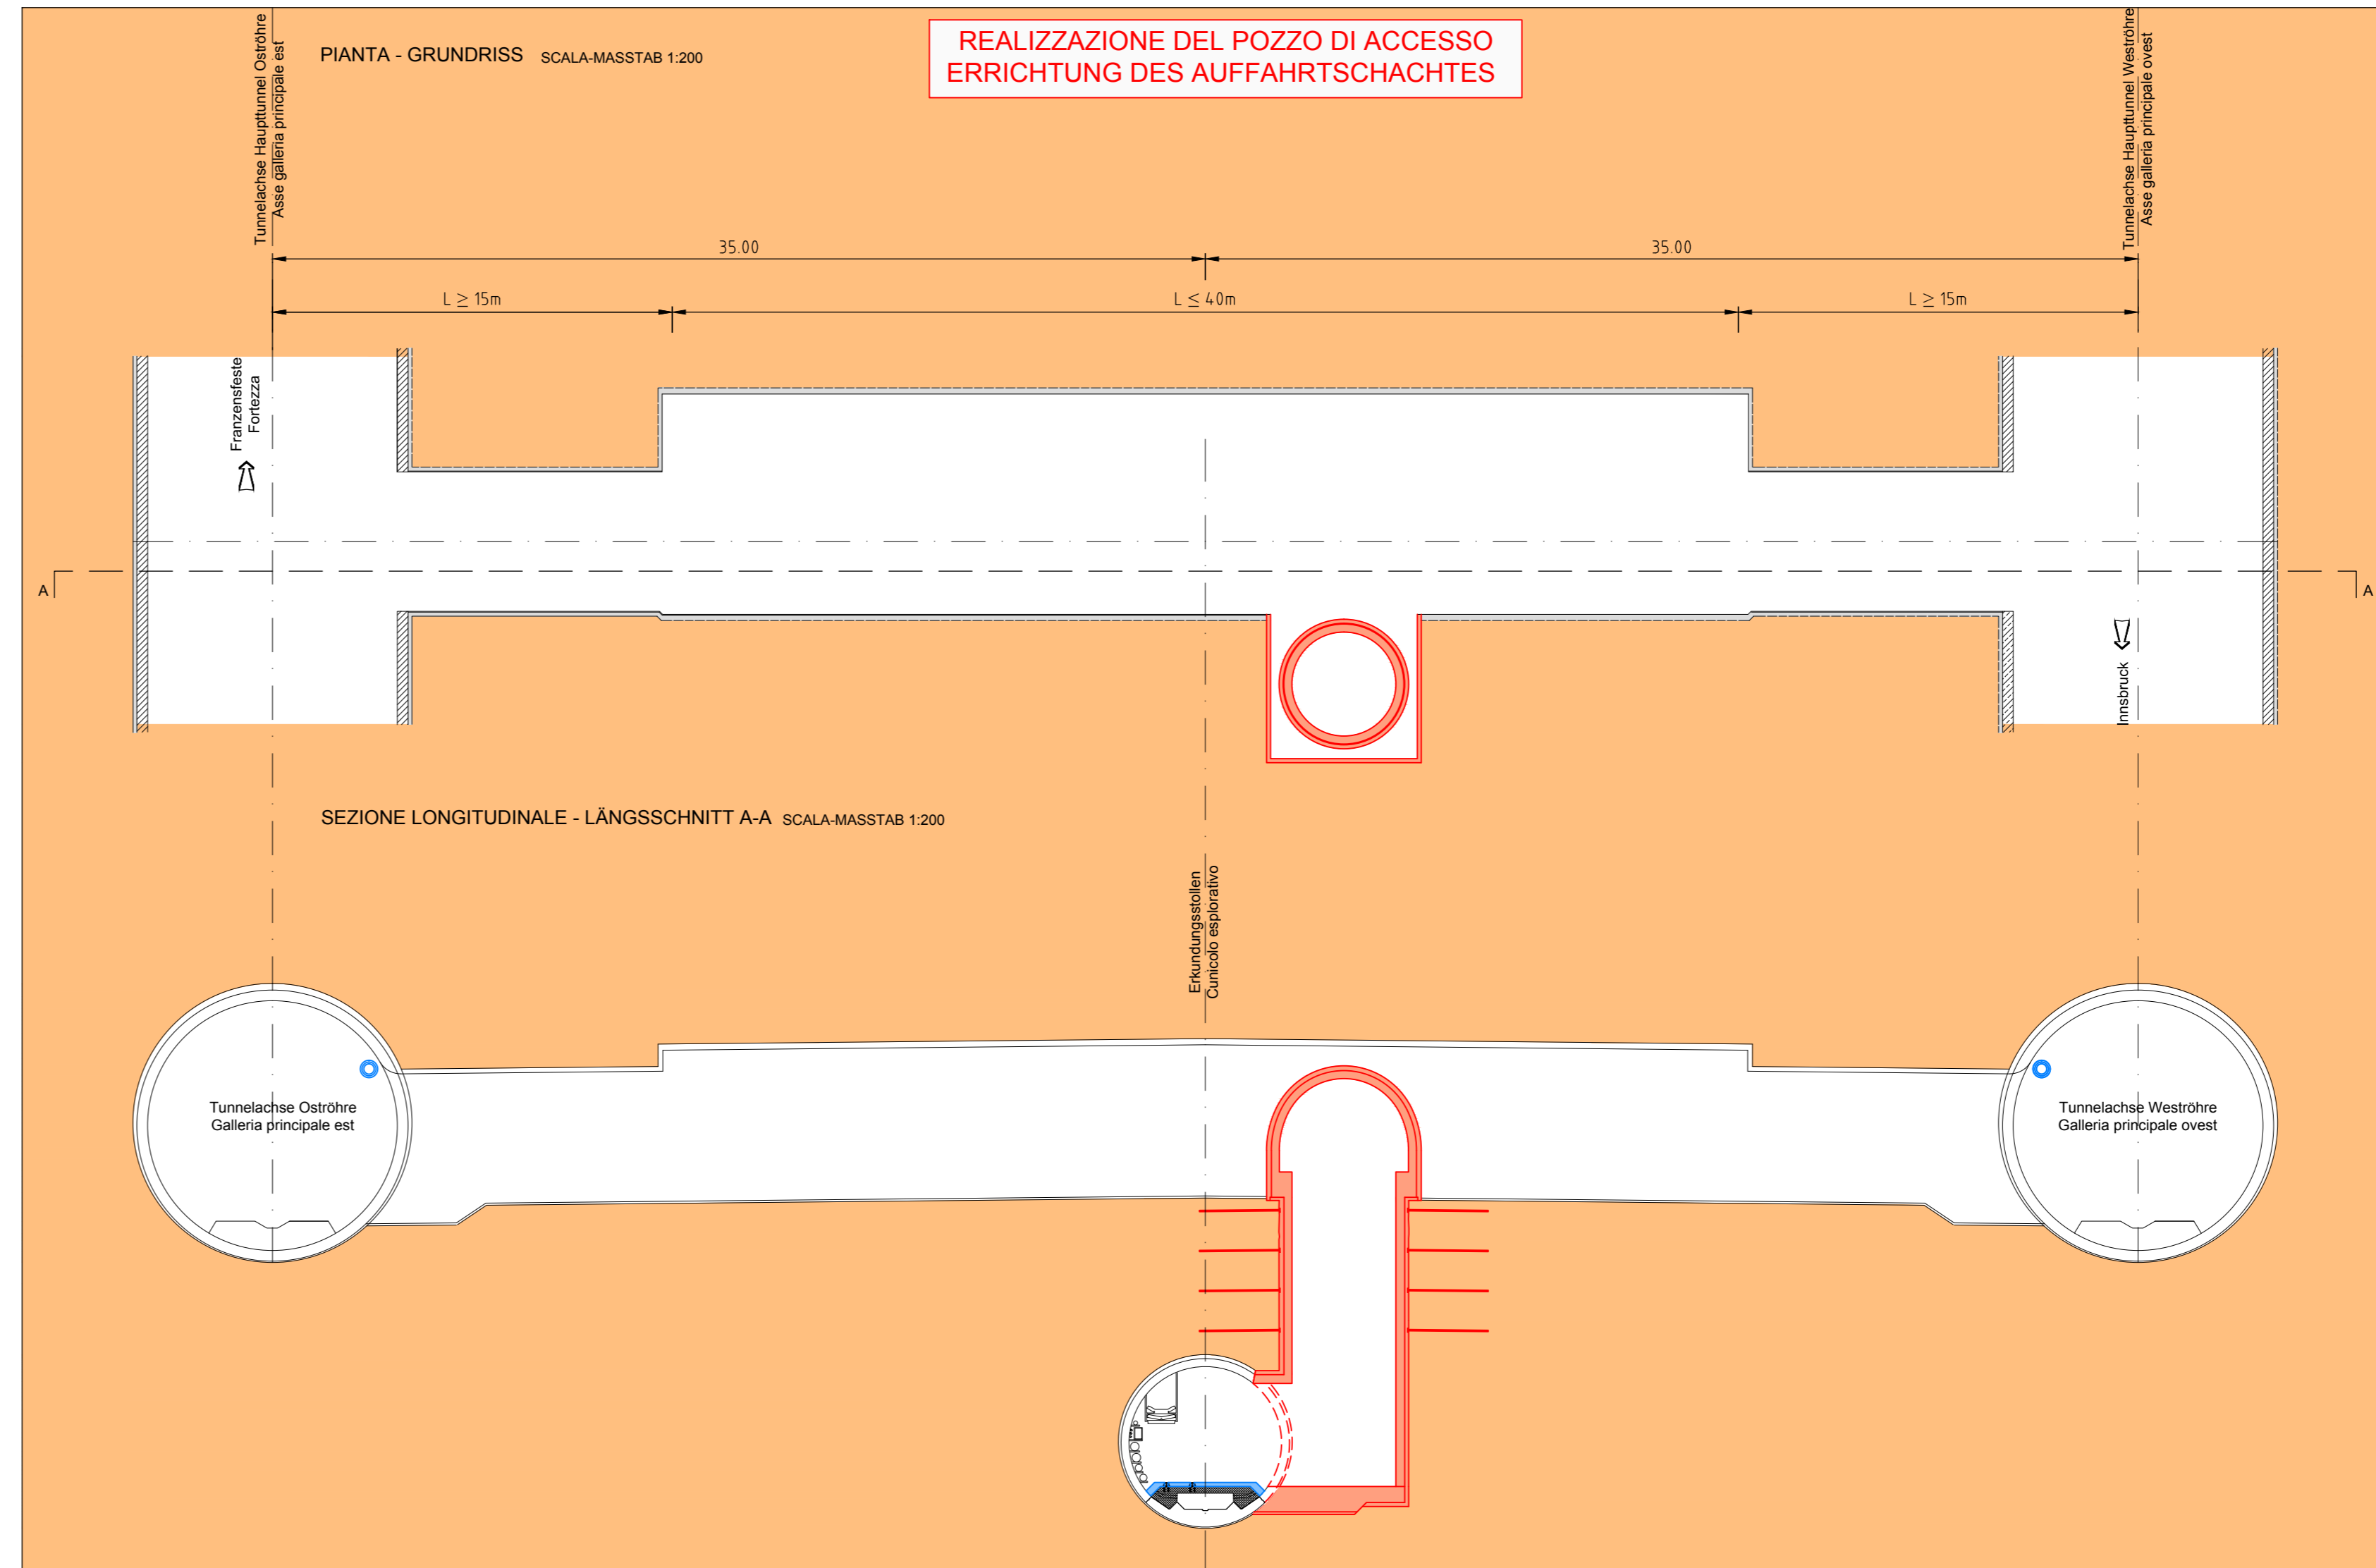 REALIZZAZIONE DEL POZZO DI ACCESSO
ERRICHTUNG DES AUFFAHRTSCHACHTES
PIANTA - GRUNDRISS SCALA-MASSTAB 1:200
Tunnelachse Haupttunnel Oströhre
Asse galleria principale est
Tunnelachse Haupttunnel Weströhre
Asse galleria principale ovest
35.00
35.00
L ≥ 15m
L ≤ 40m
L ≥ 15m
Franzensfeste
Fortezza
A
A
Innsbruck
SEZIONE LONGITUDINALE - LÄNGSSCHNITT A-A SCALA-MASSTAB 1:200
Erkundungsstollen
Cunicolo esplorativo
Tunnelachse Oströhre
Galleria principale est
Tunnelachse Weströhre
Galleria principale ovest